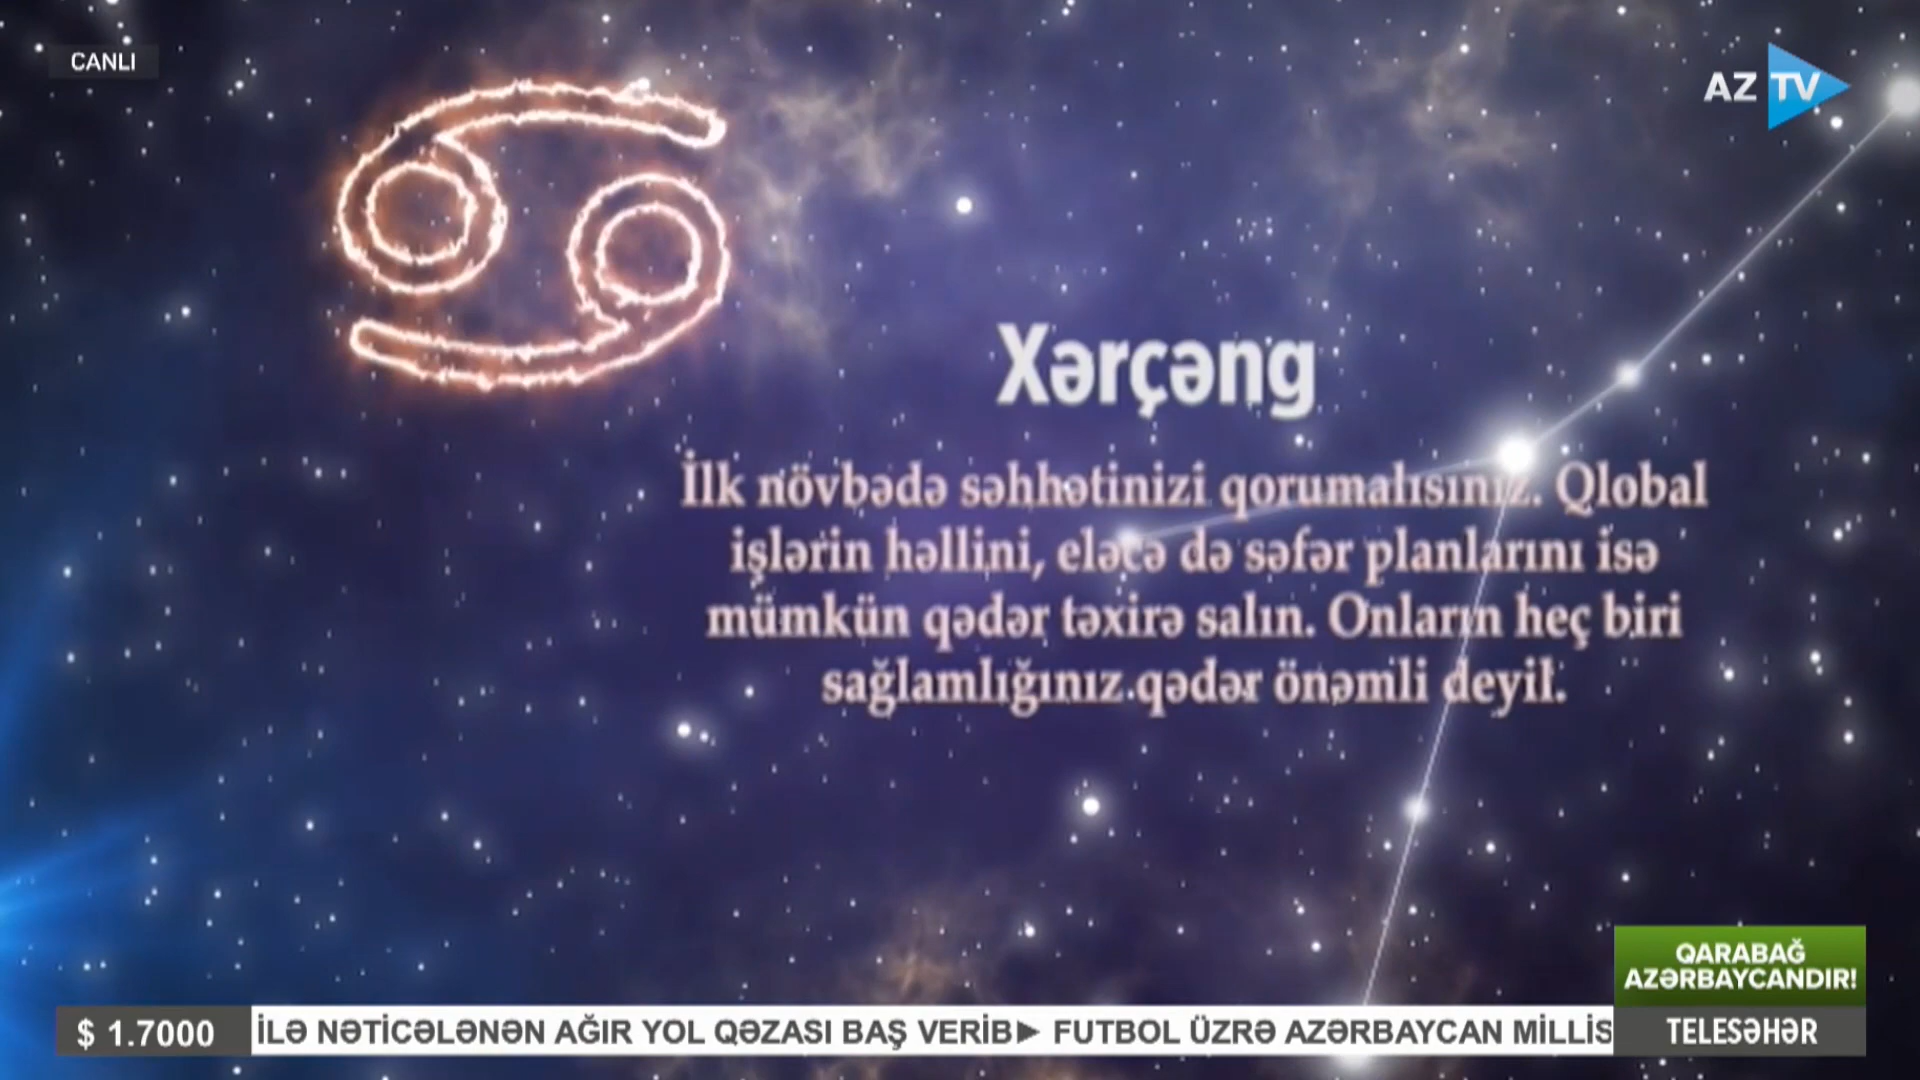 CANLI
AZ TV
Xərçəng
İlk növbədə səhhətinizi qorumalısınız. Qlobal
işlərin həllini, eləcə də səfər planlarını isə
mümkün qədər təxirə salın. Onların heç biri
sağlamlığınız qədər önəmli deyil.
QARABAĞ
AZƏRBAYCANDIR!
$ 1.7000
İLƏ NƏTİCƏLƏNƏN AĞIR YOL QƏZASI BAŞ VERİB► FUTBOL ÜZRƏ AZƏRBAYCAN MİLLİS
TELESƏHƏR